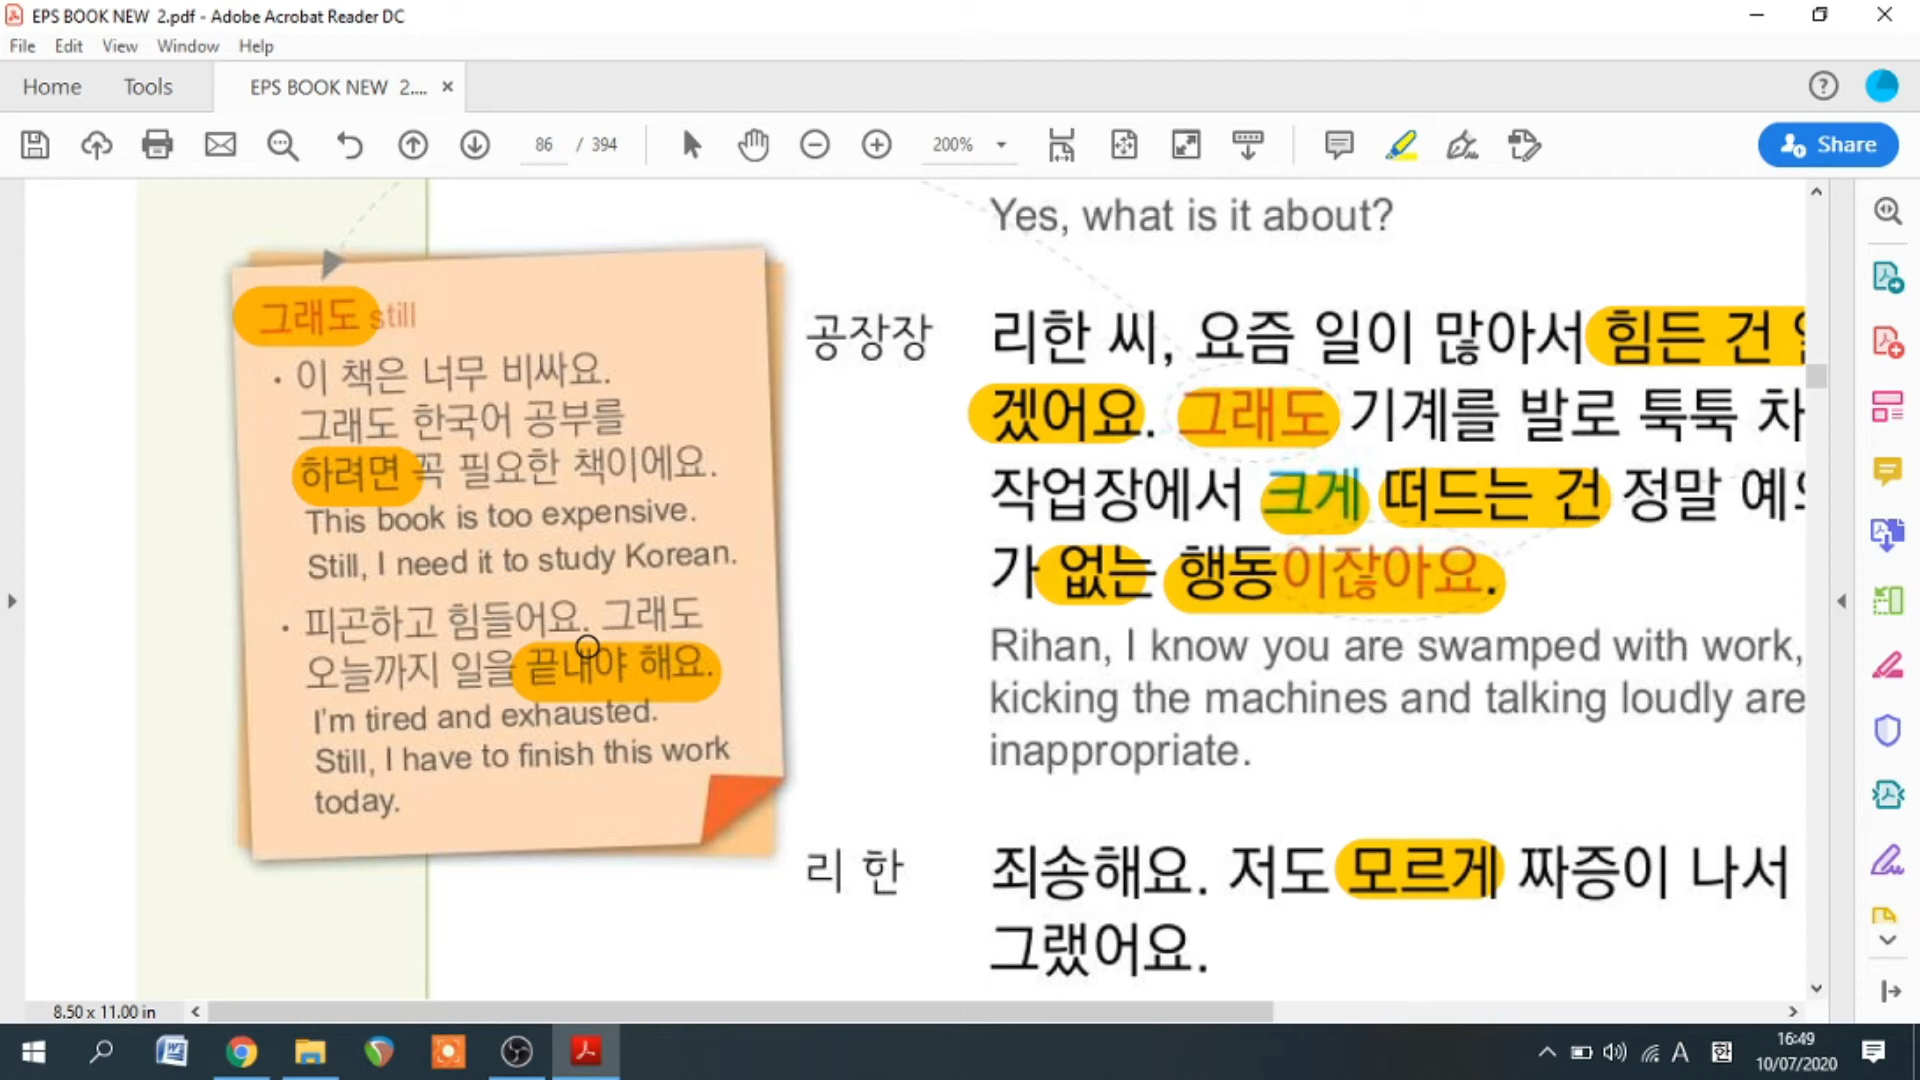 EPS BOOK NEW  2.pdf - Adobe Acrobat Reader DC
File Edit View Window Help
Home Tools EPS BOOK NEW  2.... ×
86 / 394 200% Share
Yes, what is it about?
그래도 still
· 이 책은 너무 비싸요.
그래도 한국어 공부를
하려면 꼭 필요한 책이에요.
This book is too expensive.
Still, I need it to study Korean.
· 피곤하고 힘들어요. 그래도
오늘까지 일을 끝내야 해요.
I'm tired and exhausted.
Still, I have to finish this work
today.
공장장 리한 씨, 요즘 일이 많아서 힘든 건
겠어요. 그래도 기계를 발로 툭툭 차
작업장에서 크게 떠드는 건 정말
가 없는 행동이잖아요.
Rihan, I know you are swamped with work,
kicking the machines and talking loudly are
inappropriate.
리 한 죄송해요. 저도 모르게 짜증이 나서
그랬어요.
8.50 x 11.00 in
A 한 16:49
10/07/2020